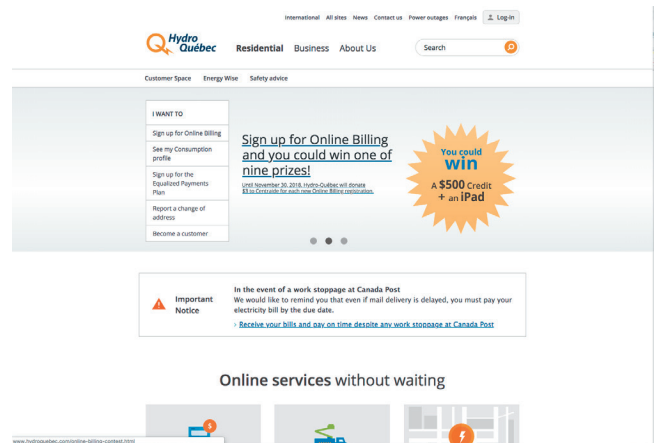 International All sites News Contact us Power outages Français Log-in
Hydro
Québec
Residential Business About Us
Search
Customer Space Energy Wise Safety advice
I WANT TO
Sign up for Online Billing
See my Consumption
profile
Sign up for the
Equalized Payments
Plan
Report a change of
address
Become a customer
Sign up for Online Billing
and you could win one of
nine prizes!
Until November 30, 2018, Hydro-Québec will donate
$3 to Centraide for each new Online Billing registration.
You could
win
A $500 Credit
+ an iPad
Important
Notice
In the event of a work stoppage at Canada Post
We would like to remind you that even if mail delivery is delayed, you must pay your
electricity bill by the due date.
› Receive your bills and pay on time despite any work stoppage at Canada Post
Online services without waiting
$
www.hydroquebec.com/online-billing-contest.html